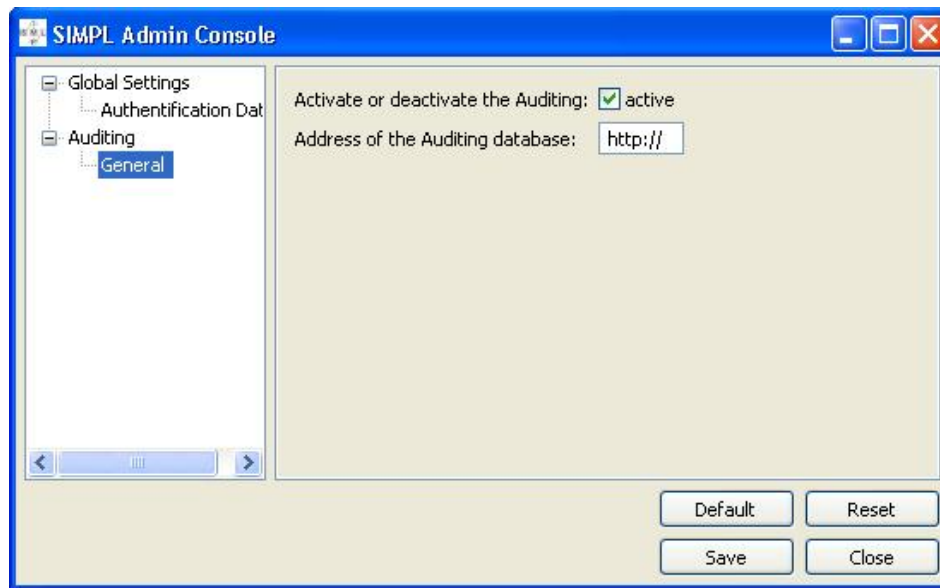 SIMPL Admin Console
Global Settings
Authentification Dat
Auditing
General
Activate or deactivate the Auditing: active
Address of the Auditing database: http://
Default Reset
Save Close